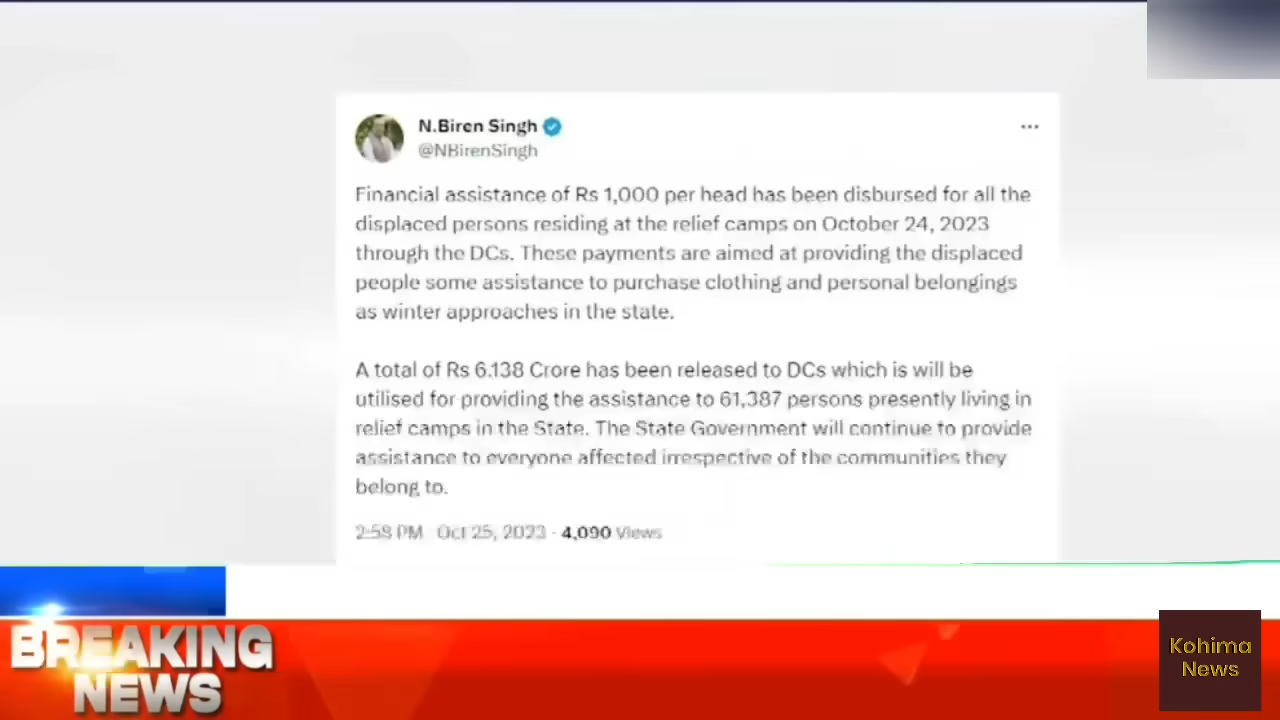 N.Biren Singh
@NBirenSingh
Financial assistance of Rs 1,000 per head has been disbursed for all the
displaced persons residing at the relief camps on October 24, 2023
through the DCs. These payments are aimed at providing the displaced
people some assistance to purchase clothing and personal belongings
as winter approaches in the state.
A total of Rs 6.138 Crore has been released to DCs which is will be
utilised for providing the assistance to 61,387 persons presently living in
relief camps in the State. The State Government will continue to provide
assistance to everyone affected irrespective of the communities they
belong to.
2:58 PM · Oct 25, 2023 · 4,090 Views
BREAKING
NEWS
Kohima
News